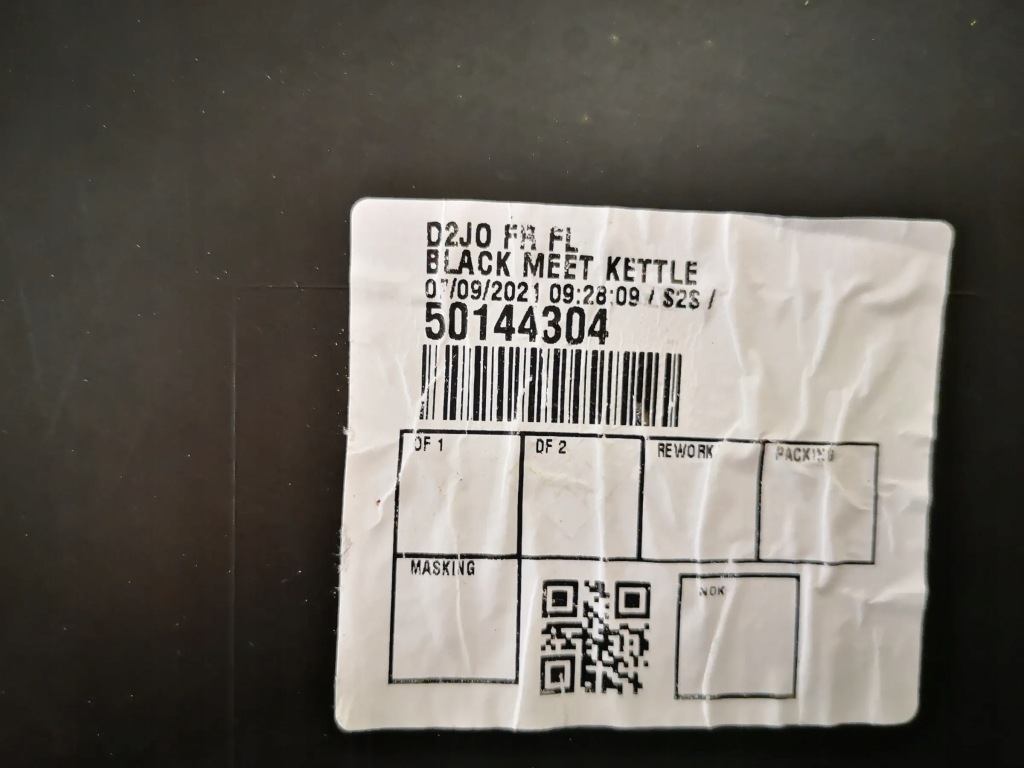 D2JO FR FL
BLACK MEET KETTLE
07/09/2021 09:28:09 / S2S /
50144304
DF 1
DF 2
REWORK
PACKING
MASKING
NOK